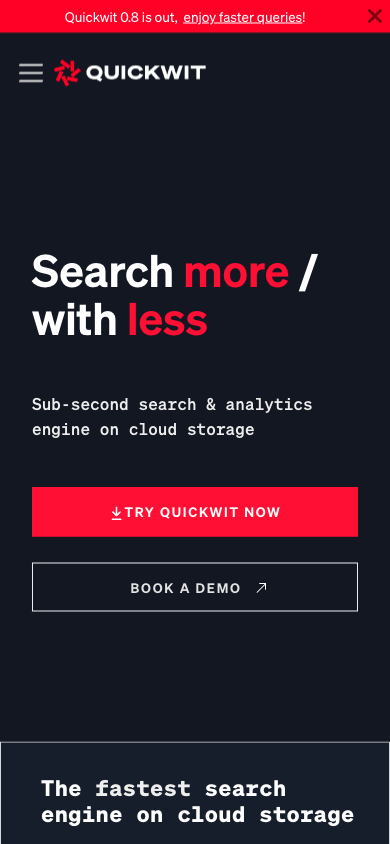 Quickwit 0.8 is out, enjoy faster queries!
QUICKWIT
Search more /
with less
Sub-second search & analytics
engine on cloud storage
TRY QUICKWIT NOW
BOOK A DEMO
The fastest search
engine on cloud storage